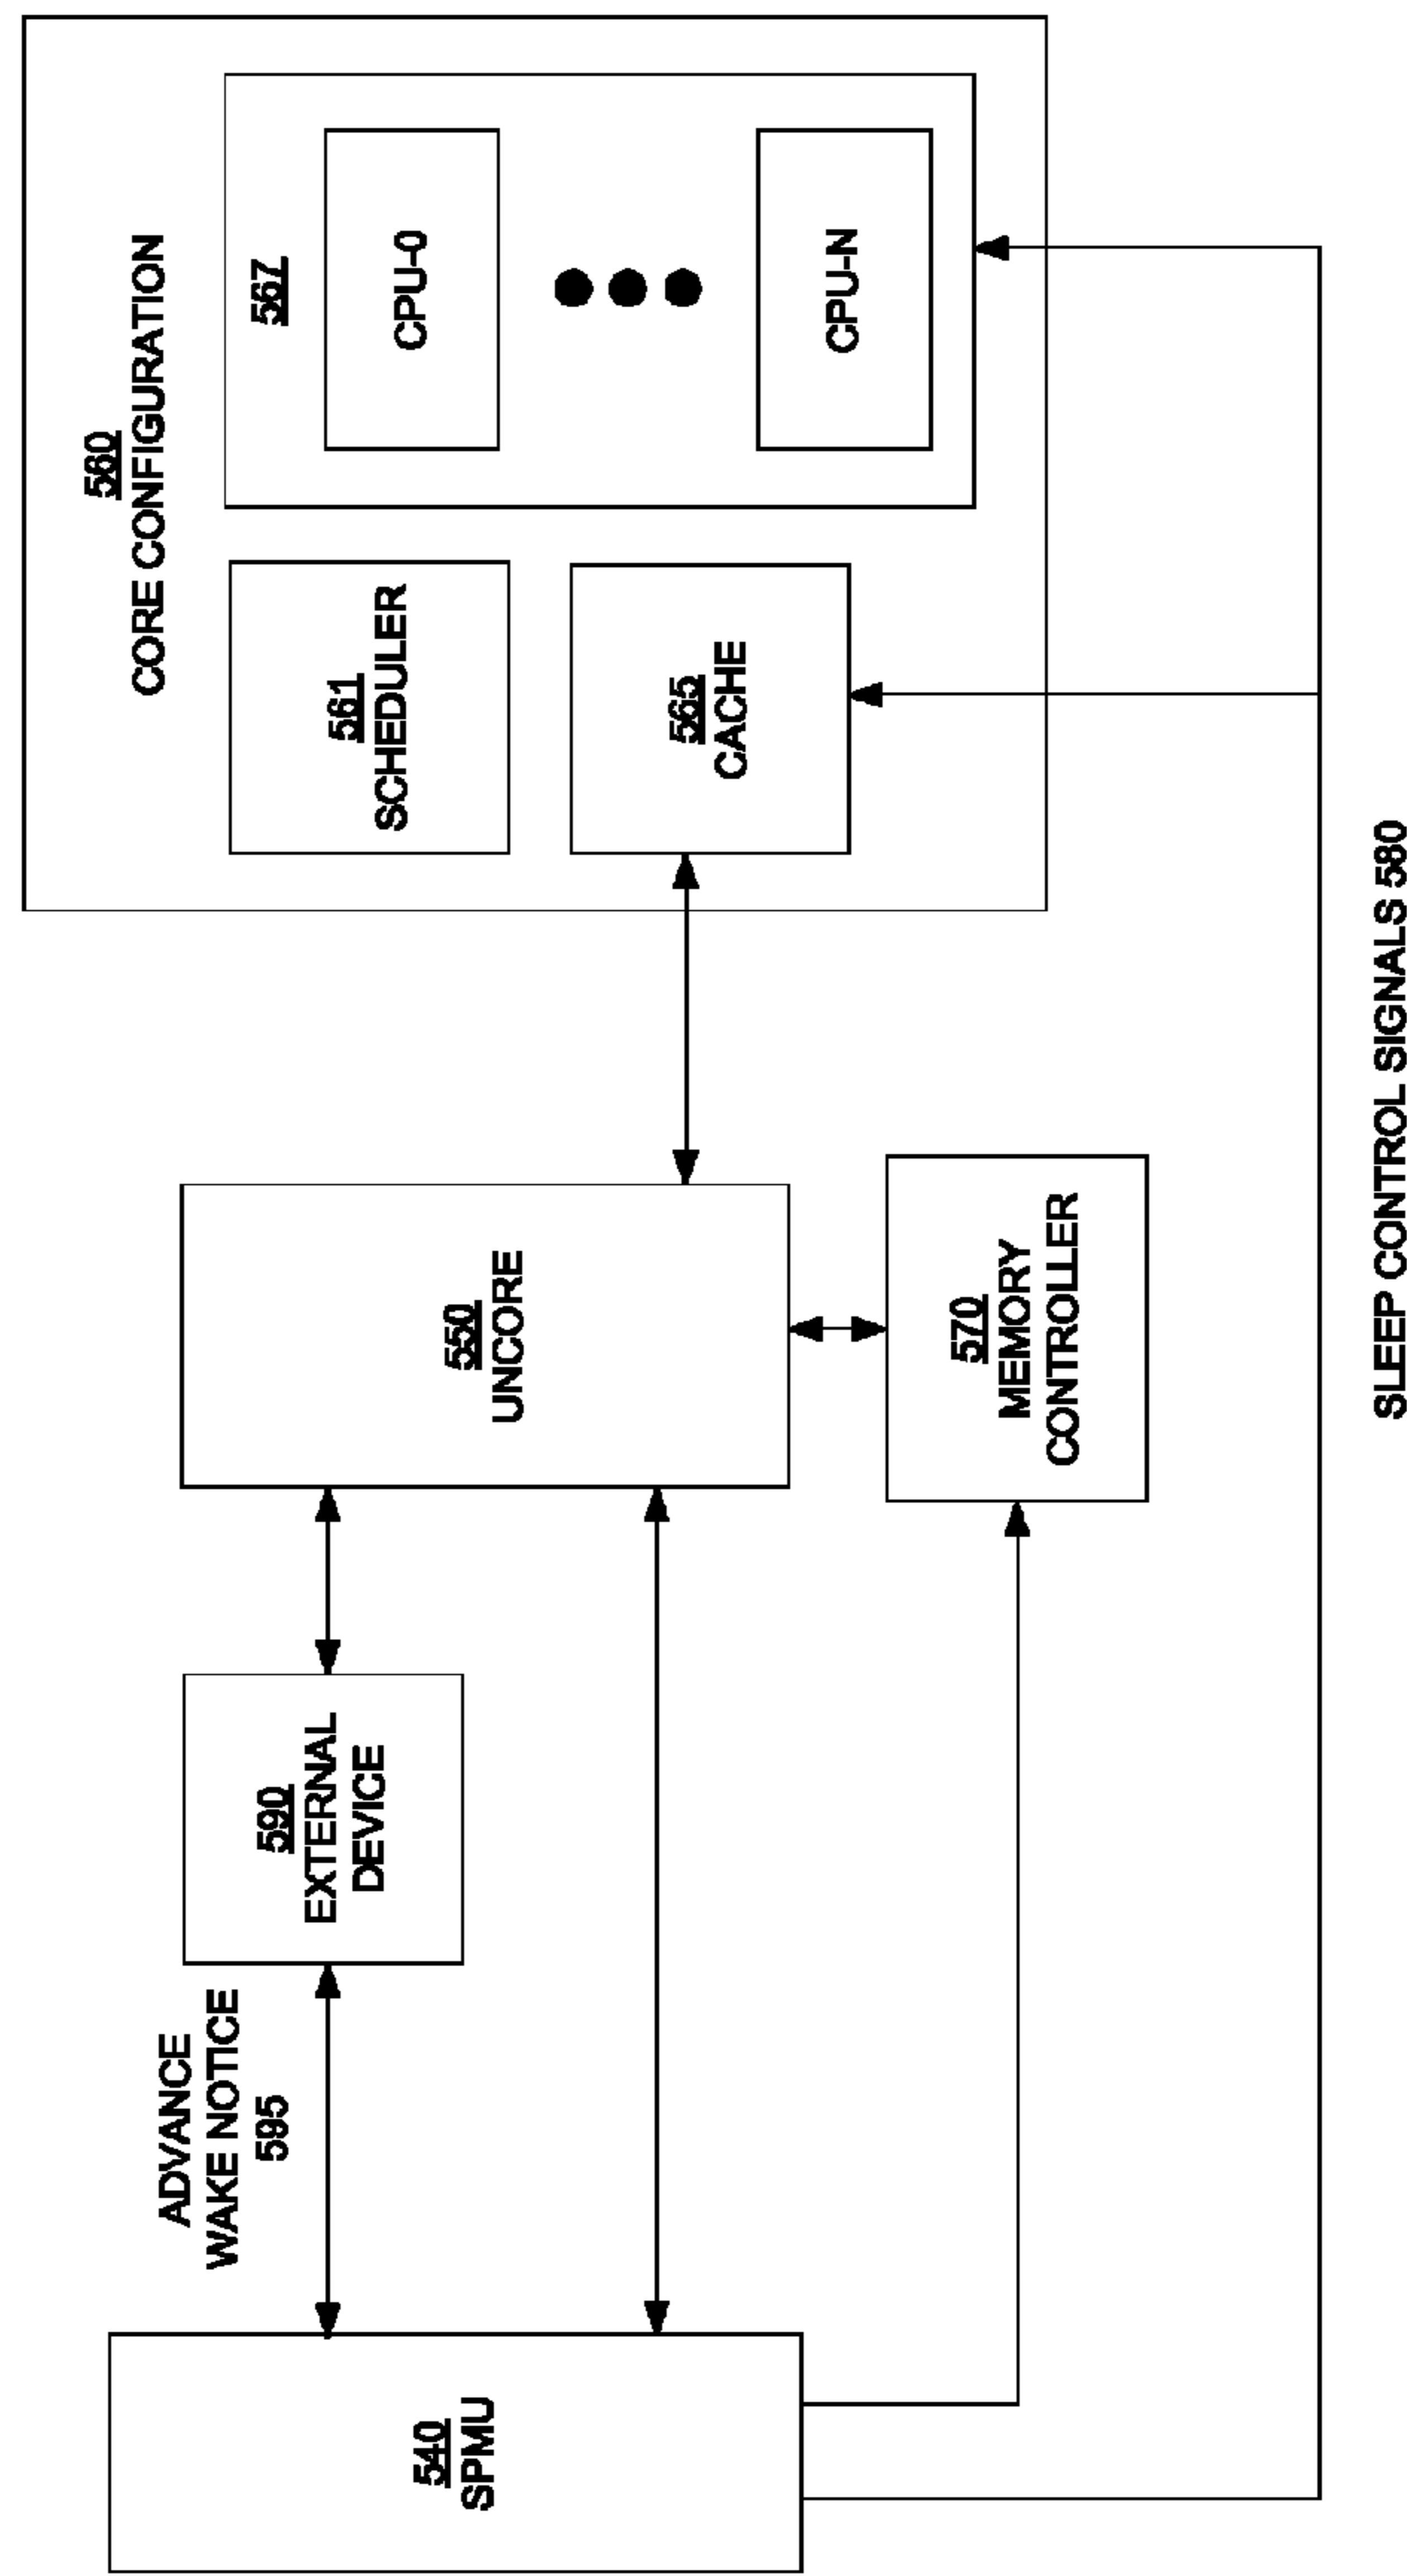 560
CORE CONFIGURATION
567
CPU-0
CPU-N
561
SCHEDULER
565
CACHE
550
UNCORE
570
MEMORY
CONTROLLER
590
EXTERNAL
DEVICE
ADVANCE
WAKE NOTICE
595
540
SPMU
SLEEP CONTROL SIGNALS 580